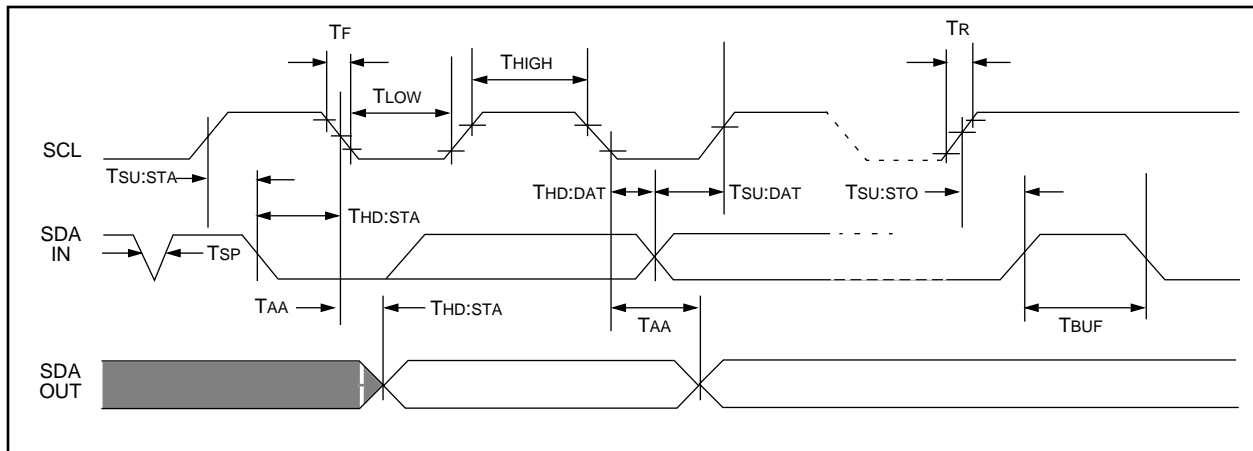 TF
TR
THIGH
TLOW
SCL
TSU:STA
THD:DAT
TSU:DAT
TSU:STO
THD:STA
SDA
IN
TSP
TAA
THD:STA
TAA
TBUF
SDA
OUT